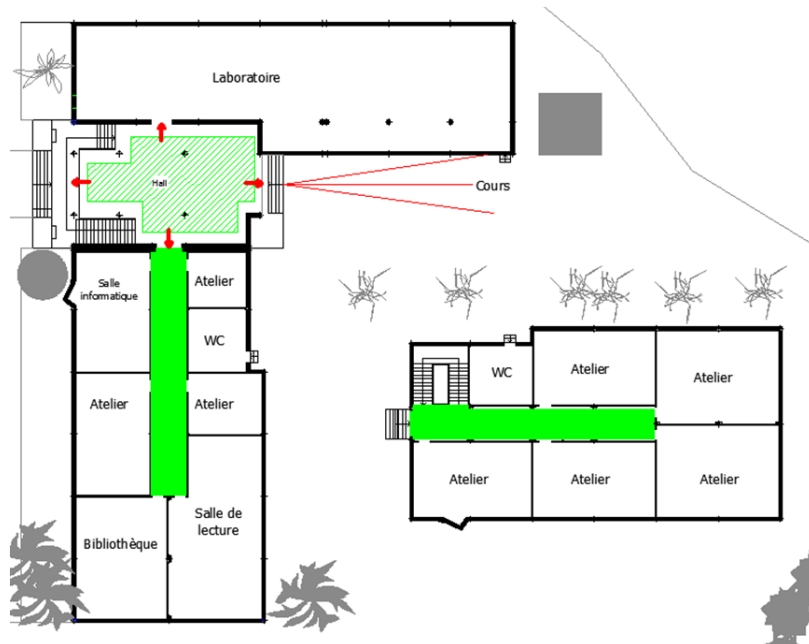 Laboratoire
Hall
Cours
Salle
informatique
Atelier
WC
Atelier
Atelier
Bibliothèque
Salle de
lecture
WC
Atelier
Atelier
Atelier
Atelier
Atelier